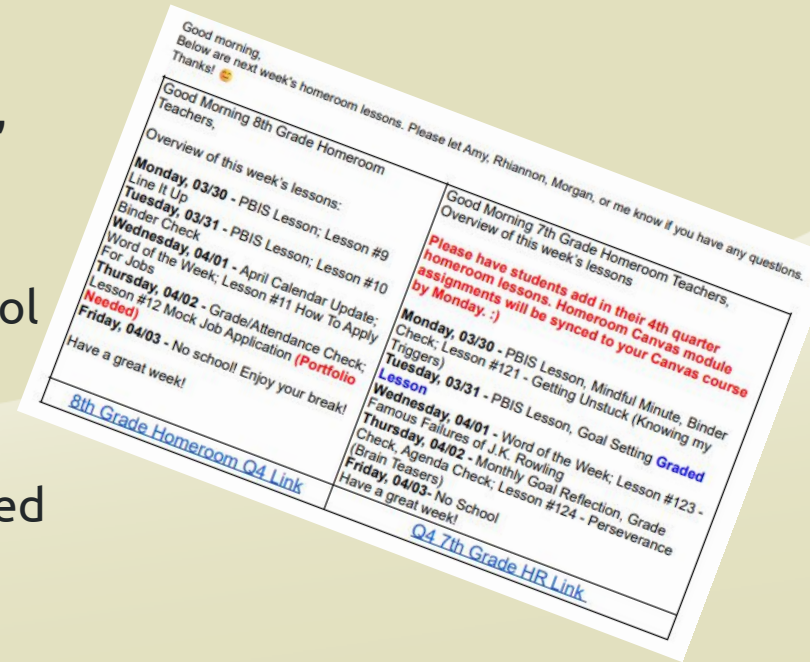 ,
ol
ed
Good morning,
Below are next week's homeroom lessons. Please let Amy, Rhiannon, Morgan, or me know if you have any questions.
Thanks! 😊
Good Morning 8th Grade Homeroom
Teachers,
Overview of this week's lessons:
Monday, 03/30 - PBIS Lesson; Lesson #9
Line It Up
Tuesday, 03/31 - PBIS Lesson; Lesson #10
Binder Check
Wednesday, 04/01 - April Calendar Update;
Word of the Week; Lesson #11 How To Apply
For Jobs
Thursday, 04/02 - Grade/Attendance Check;
Lesson #12 Mock Job Application (Portfolio
Needed)
Friday, 04/03 - No school! Enjoy your break!
Have a great week!
8th Grade Homeroom Q4 Link
Good Morning 7th Grade Homeroom Teachers,
Overview of this week's lessons
Please have students add in their 4th quarter
homeroom lessons. Homeroom Canvas module
assignments will be synced to your Canvas course
by Monday. :)
Monday, 03/30 - PBIS Lesson, Mindful Minute, Binder
Check; Lesson #121 - Getting Unstuck (Knowing my
Triggers)
Tuesday, 03/31 - PBIS Lesson, Goal Setting Graded
Lesson
Wednesday, 04/01 - Word of the Week; Lesson #123 -
Famous Failures of J.K. Rowling
Thursday, 04/02 - Monthly Goal Reflection, Grade
Check, Agenda Check; Lesson #124 - Perseverance
(Brain Teasers)
Friday, 04/03- No School
Have a great week!
Q4 7th Grade HR Link